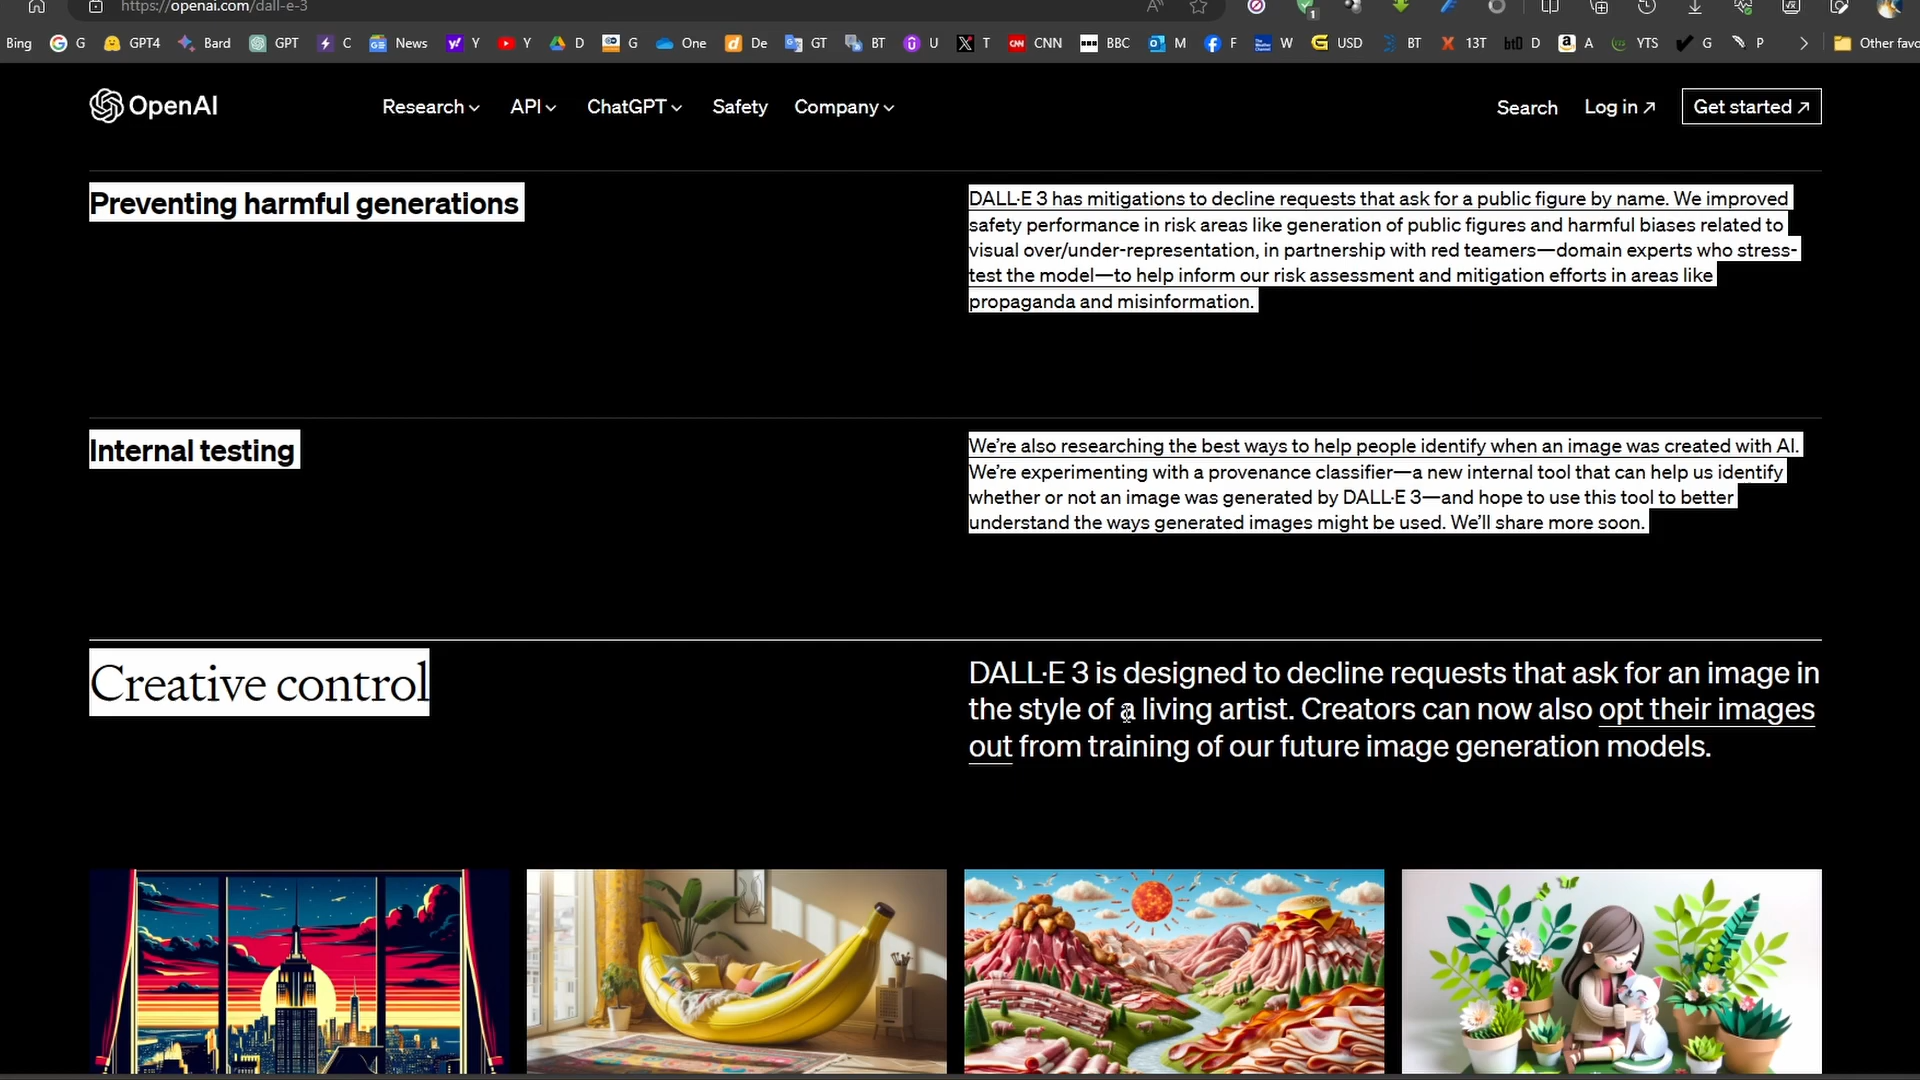 https://openai.com/dall-e-3
1
Bing G GPT4 Bard GPT C News Y Y D G One De GT BT U T CNN BBC M F W USD BT 13T D A YTS G P Other favo
OpenAI Research API ChatGPT Safety Company Search Log in ↗ Get started ↗
Preventing harmful generations
DALL·E 3 has mitigations to decline requests that ask for a public figure by name. We improved
safety performance in risk areas like generation of public figures and harmful biases related to
visual over/under-representation, in partnership with red teamers—domain experts who stress-
test the model—to help inform our risk assessment and mitigation efforts in areas like
propaganda and misinformation.
Internal testing
We’re also researching the best ways to help people identify when an image was created with AI.
We’re experimenting with a provenance classifier—a new internal tool that can help us identify
whether or not an image was generated by DALL·E 3—and hope to use this tool to better
understand the ways generated images might be used. We’ll share more soon.
Creative control
DALL·E 3 is designed to decline requests that ask for an image in
the style of a living artist. Creators can now also opt their images
out from training of our future image generation models.